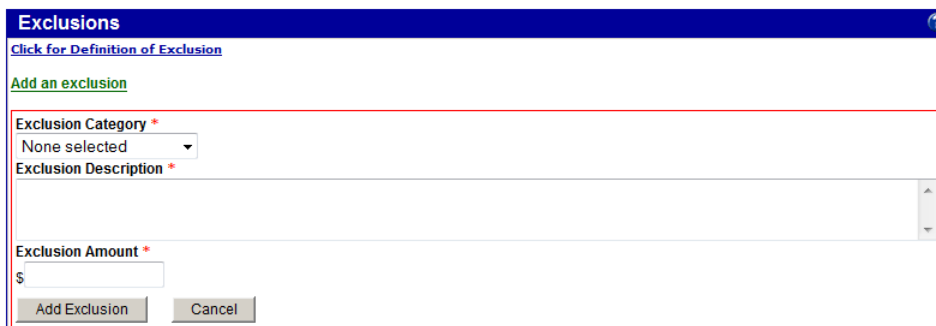 Exclusions
Click for Definition of Exclusion
Add an exclusion
Exclusion Category *
None selected
Exclusion Description *
Exclusion Amount *
$
Add Exclusion Cancel